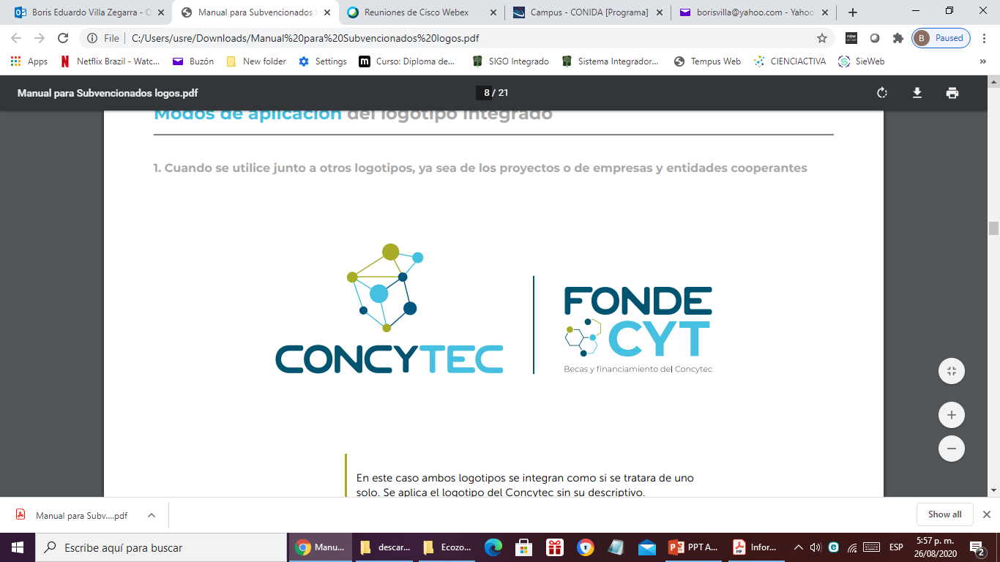 Boris Eduardo Villa Zegarra - O
Manual para Subvencionados
Reuniones de Cisco Webex
Campus - CONIDA [Programa]
borisvilla@yahoo.com - Yahoo
File
C:/Users/usre/Downloads/Manual%20para%20Subvencionados%20logos.pdf
B
Paused
Apps
Netflix Brazil - Watc...
Buzón
New folder
Settings
Curso: Diploma de...
SIGO Integrado
Sistema Integrador...
Tempus Web
CIENCIACTIVA
SieWeb
»
Manual para Subvencionados logos.pdf
8 / 21
Modos de aplicación del logotipo integrado
1. Cuando se utilice junto a otros logotipos, ya sea de los proyectos o de empresas y entidades cooperantes
CONCYTEC
FONDE
CYT
Becas y financiamiento del Concytec
En este caso ambos logotipos se integran como si se tratara de uno
solo. Se aplica el logotipo del Concytec sin su descriptivo.
Manual para Subv....pdf
Show all
Escribe aquí para buscar
Manu...
descar...
Ecozo...
PPT A...
Infor...
ESP
5:57 p. m.
26/08/2020
2